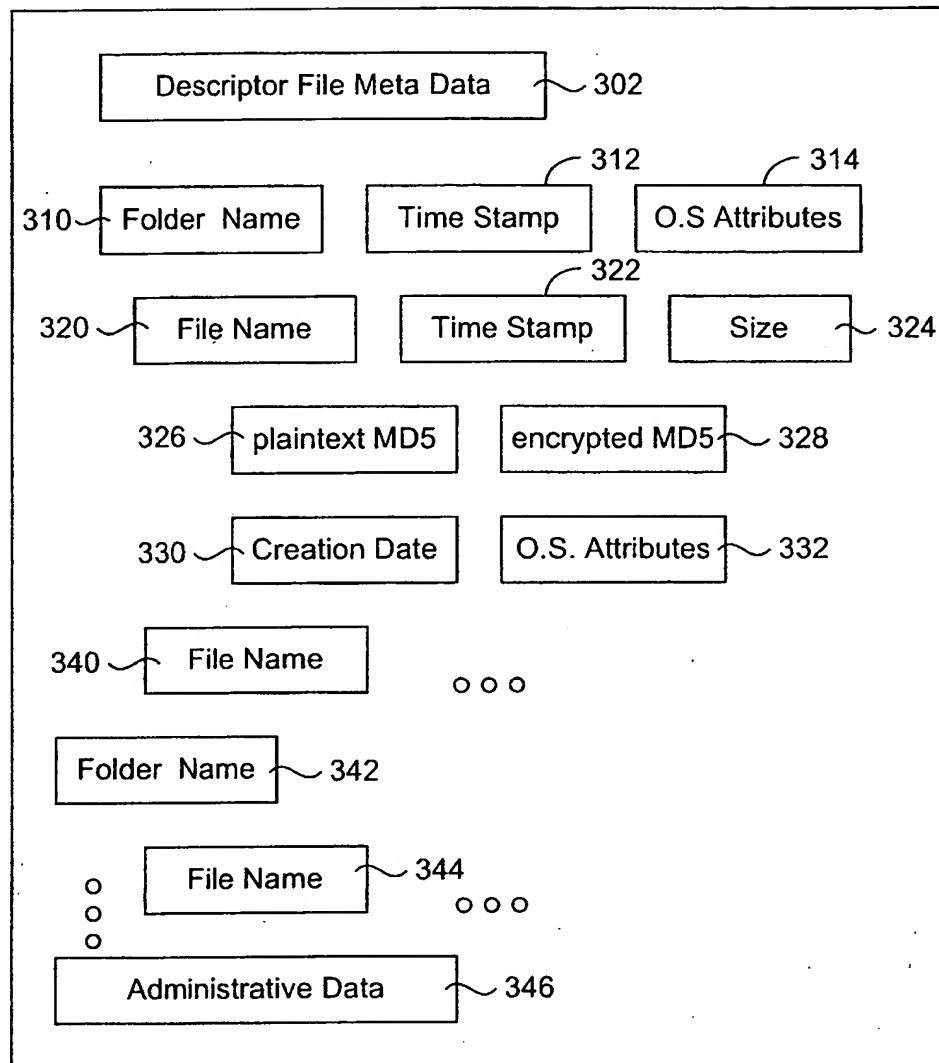 Descriptor File Meta Data 302
312 314
310 Folder Name Time Stamp O.S Attributes
322
320 File Name Time Stamp Size 324
326 plaintext MD5 encrypted MD5 328
330 Creation Date O.S. Attributes 332
340 File Name
Folder Name 342
File Name 344
Administrative Data 346